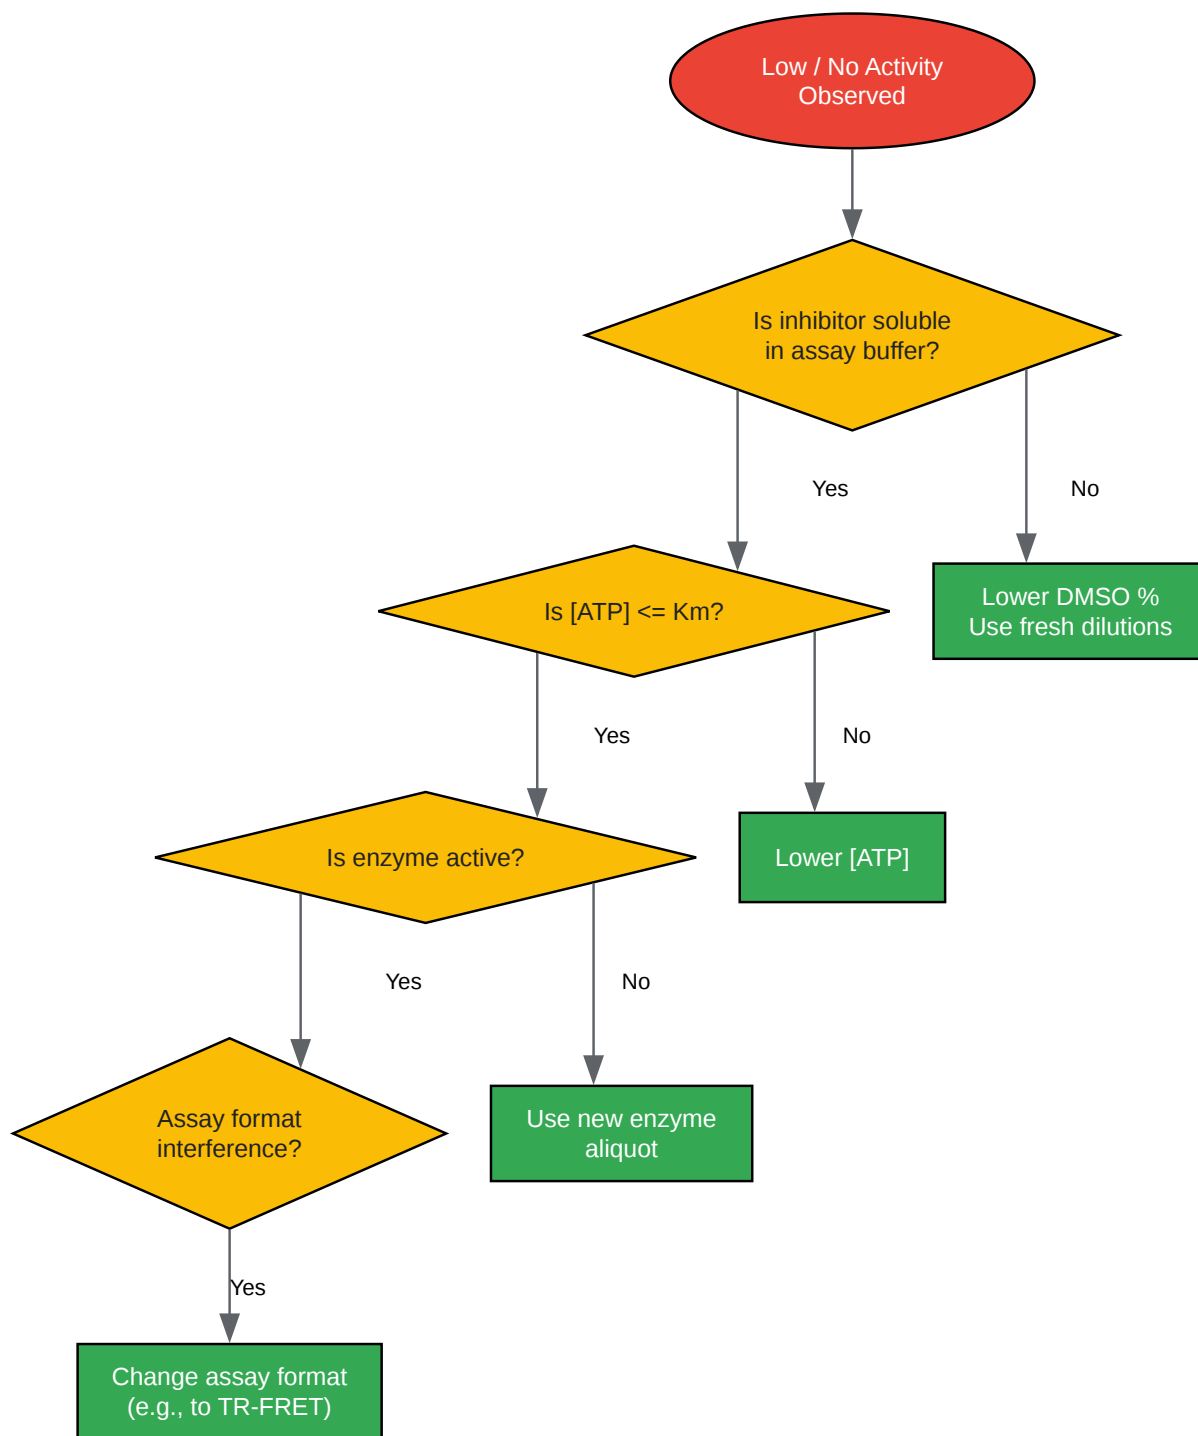 Low / No Activity
Observed
Is inhibitor soluble
in assay buffer?
Yes
No
Is [ATP] <= Km?
Lower DMSO %
Use fresh dilutions
Yes
No
Is enzyme active?
Lower [ATP]
Yes
No
Assay format
interference?
Use new enzyme
aliquot
Yes
Change assay format
(e.g., to TR-FRET)